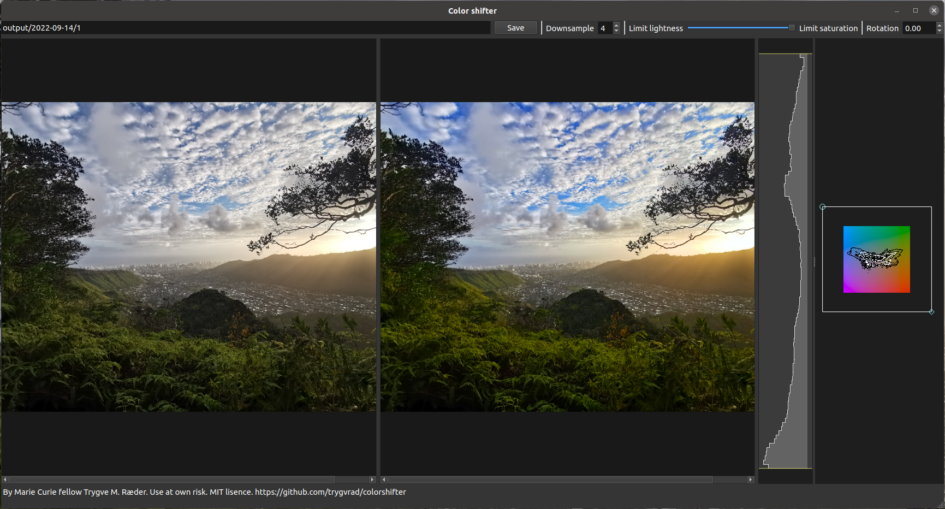 Color shifter
output/2022-09-14/1 Save Downsample 4 Limit lightness Limit saturation Rotation 0.00
By Marie Curie fellow Trygve M. Ræder. Use at own risk. MIT lisence. https://github.com/trygvrad/colorshifter